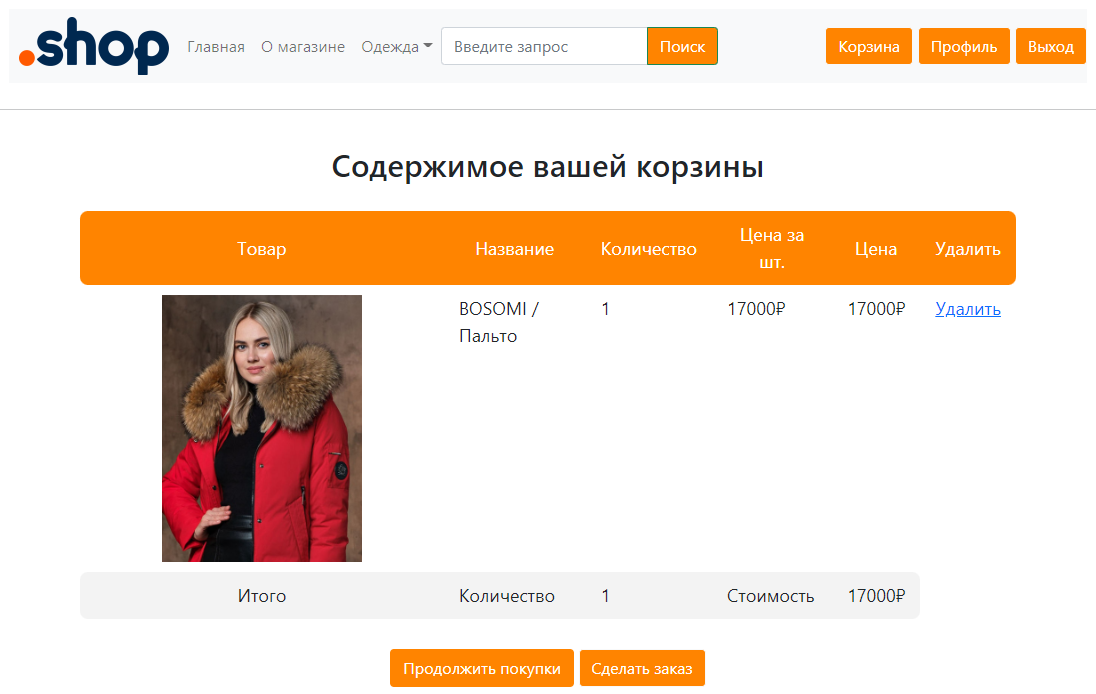 .shop Главная О магазине Одежда Введите запрос Поиск Корзина Профиль Выход
Содержимое вашей корзины
Товар Название Количество Цена за шт. Цена Удалить
BOSOMI / 1 17000₽ 17000₽ Удалить
Пальто
Итого Количество 1 Стоимость 17000₽
Продолжить покупки Сделать заказ